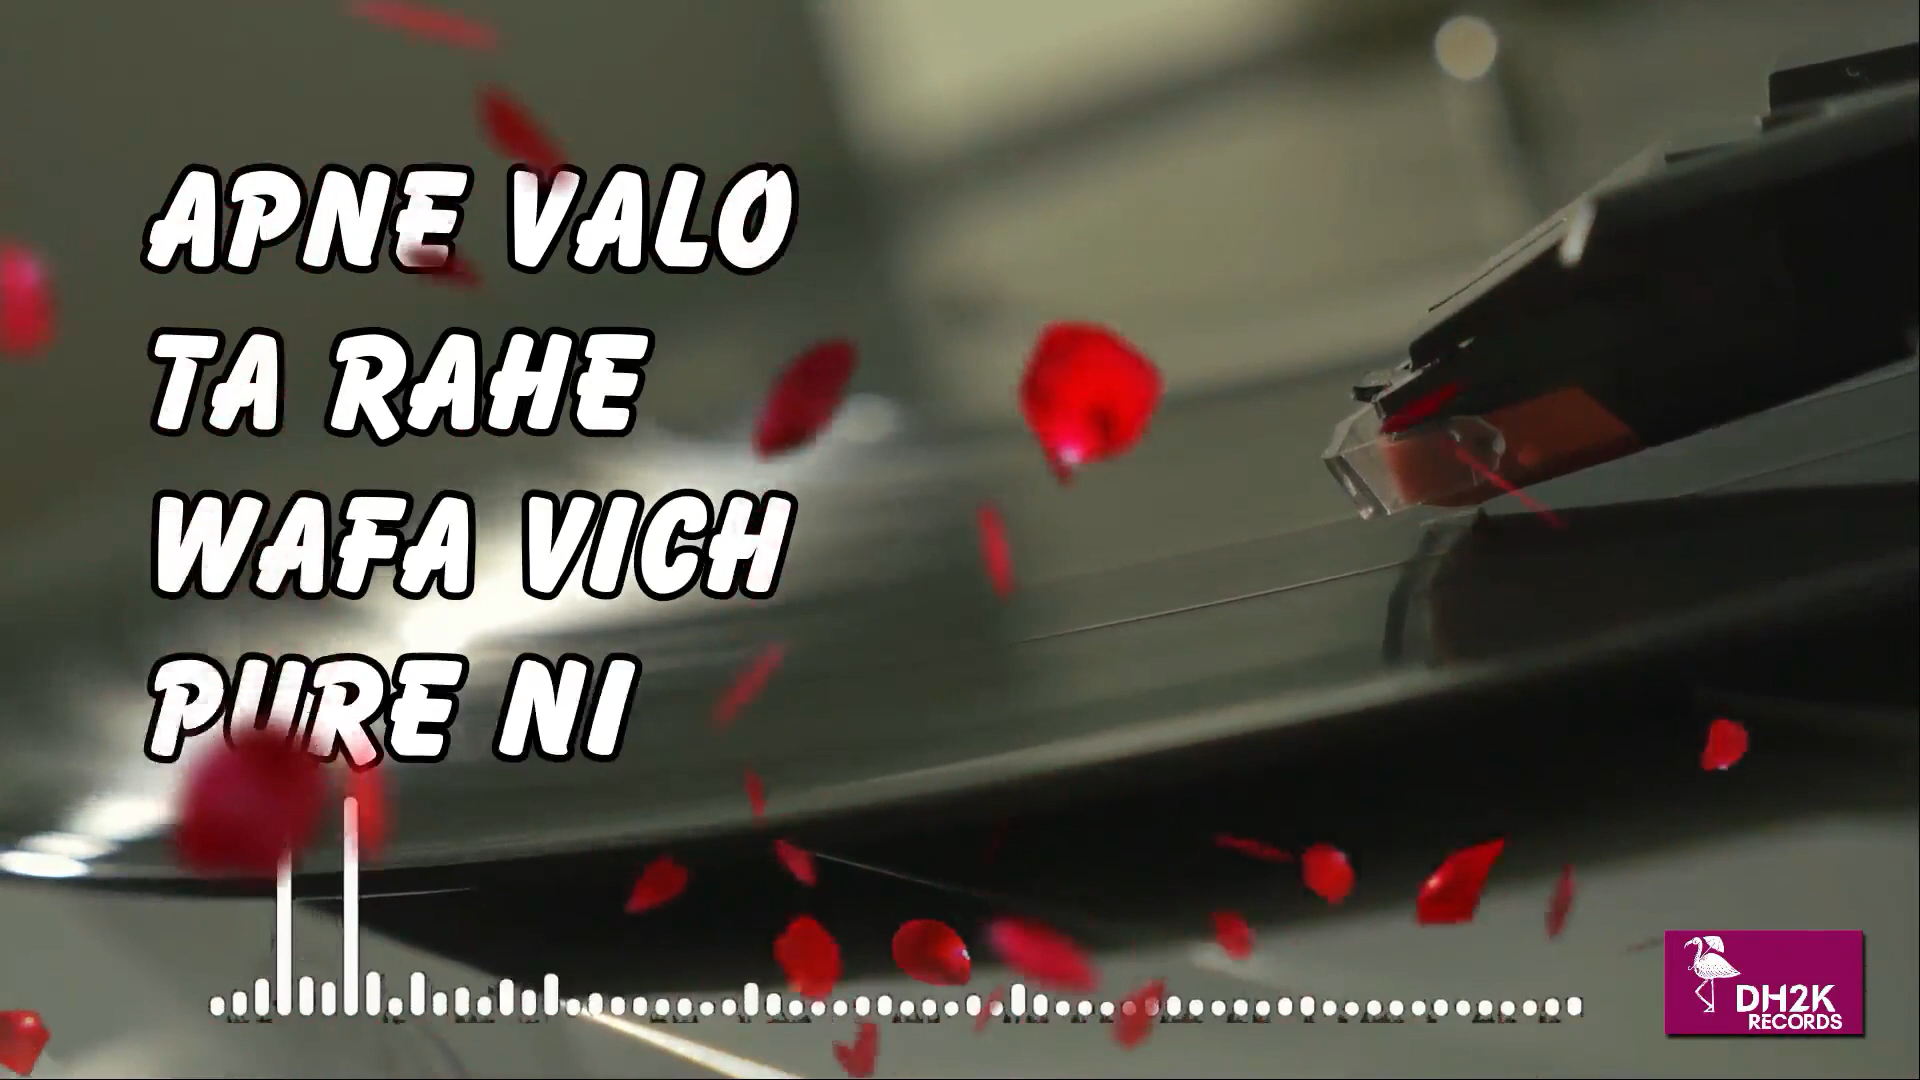 APNE VALO
TA RAHE
WAFA VICH
PURE NI
DH2K
RECORDS